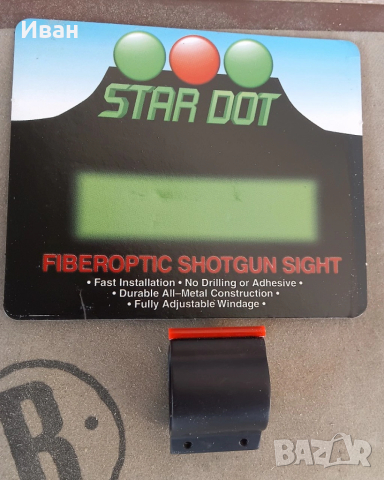 Иван
STAR DOT
FIBEROPTIC SHOTGUN SIGHT
• Fast Installation • No Drilling or Adhesive •
• Durable All–Metal Construction •
• Fully Adjustable Windage •
R.
BAZAR